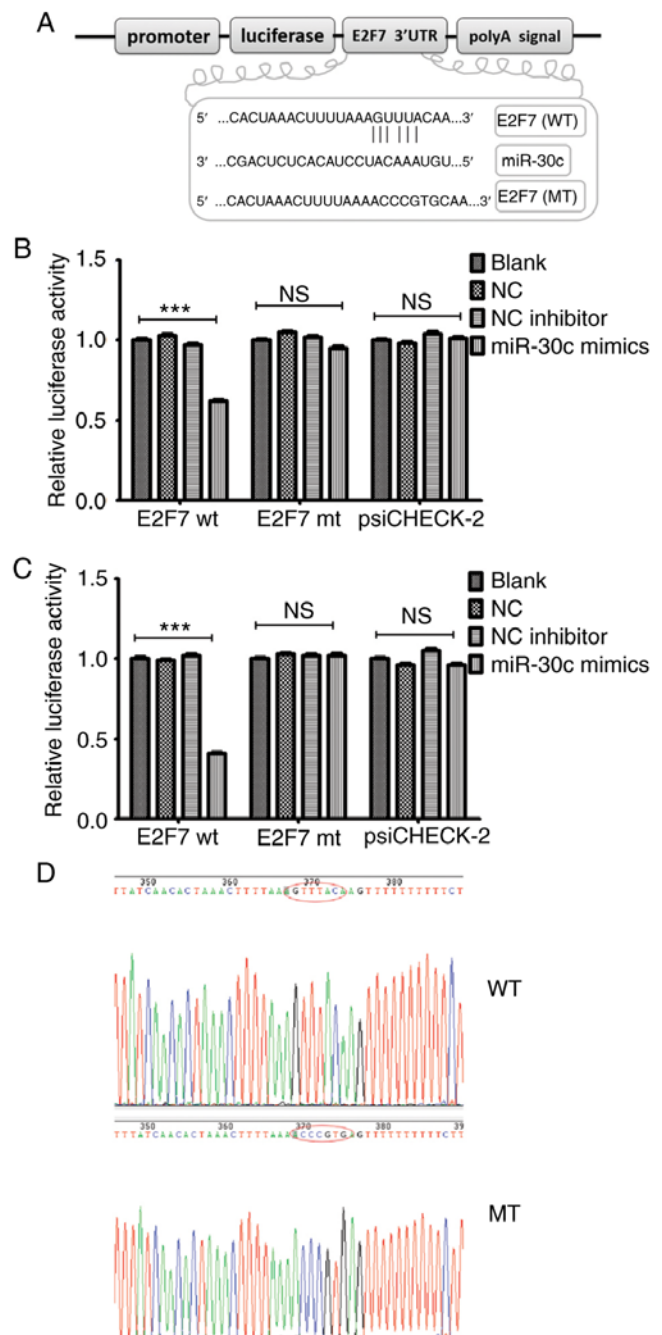 A
promoter luciferase E2F7 3'UTR polyA signal
5' ...CACUAAACUUUUAAAGUUUACAA...3' E2F7 (WT)
3' ...CGACUCUCACAUCCUACAAAUGU...5' miR-30c
5' ...CACUAAACUUUUAAAACCCGTGCAA...3' E2F7 (MT)
B
Relative luciferase activity
1.5
1.0
0.5
0.0
*** NS NS
Blank
NC
NC inhibitor
miR-30c mimics
E2F7 wt E2F7 mt psiCHECK-2
C
Relative luciferase activity
1.5
1.0
0.5
0.0
*** NS NS
Blank
NC
NC inhibitor
miR-30c mimics
E2F7 wt E2F7 mt psiCHECK-2
D
350 360 370 380
TTATCAACACTAAACTTTTAAAGTTTACAAGTTTTTTTTTTCT
WT
350 360 370 380 39
TTTATCAACACTAAACTTTTAAAACCCGTGAGTTTTTTTTTTCTT
MT